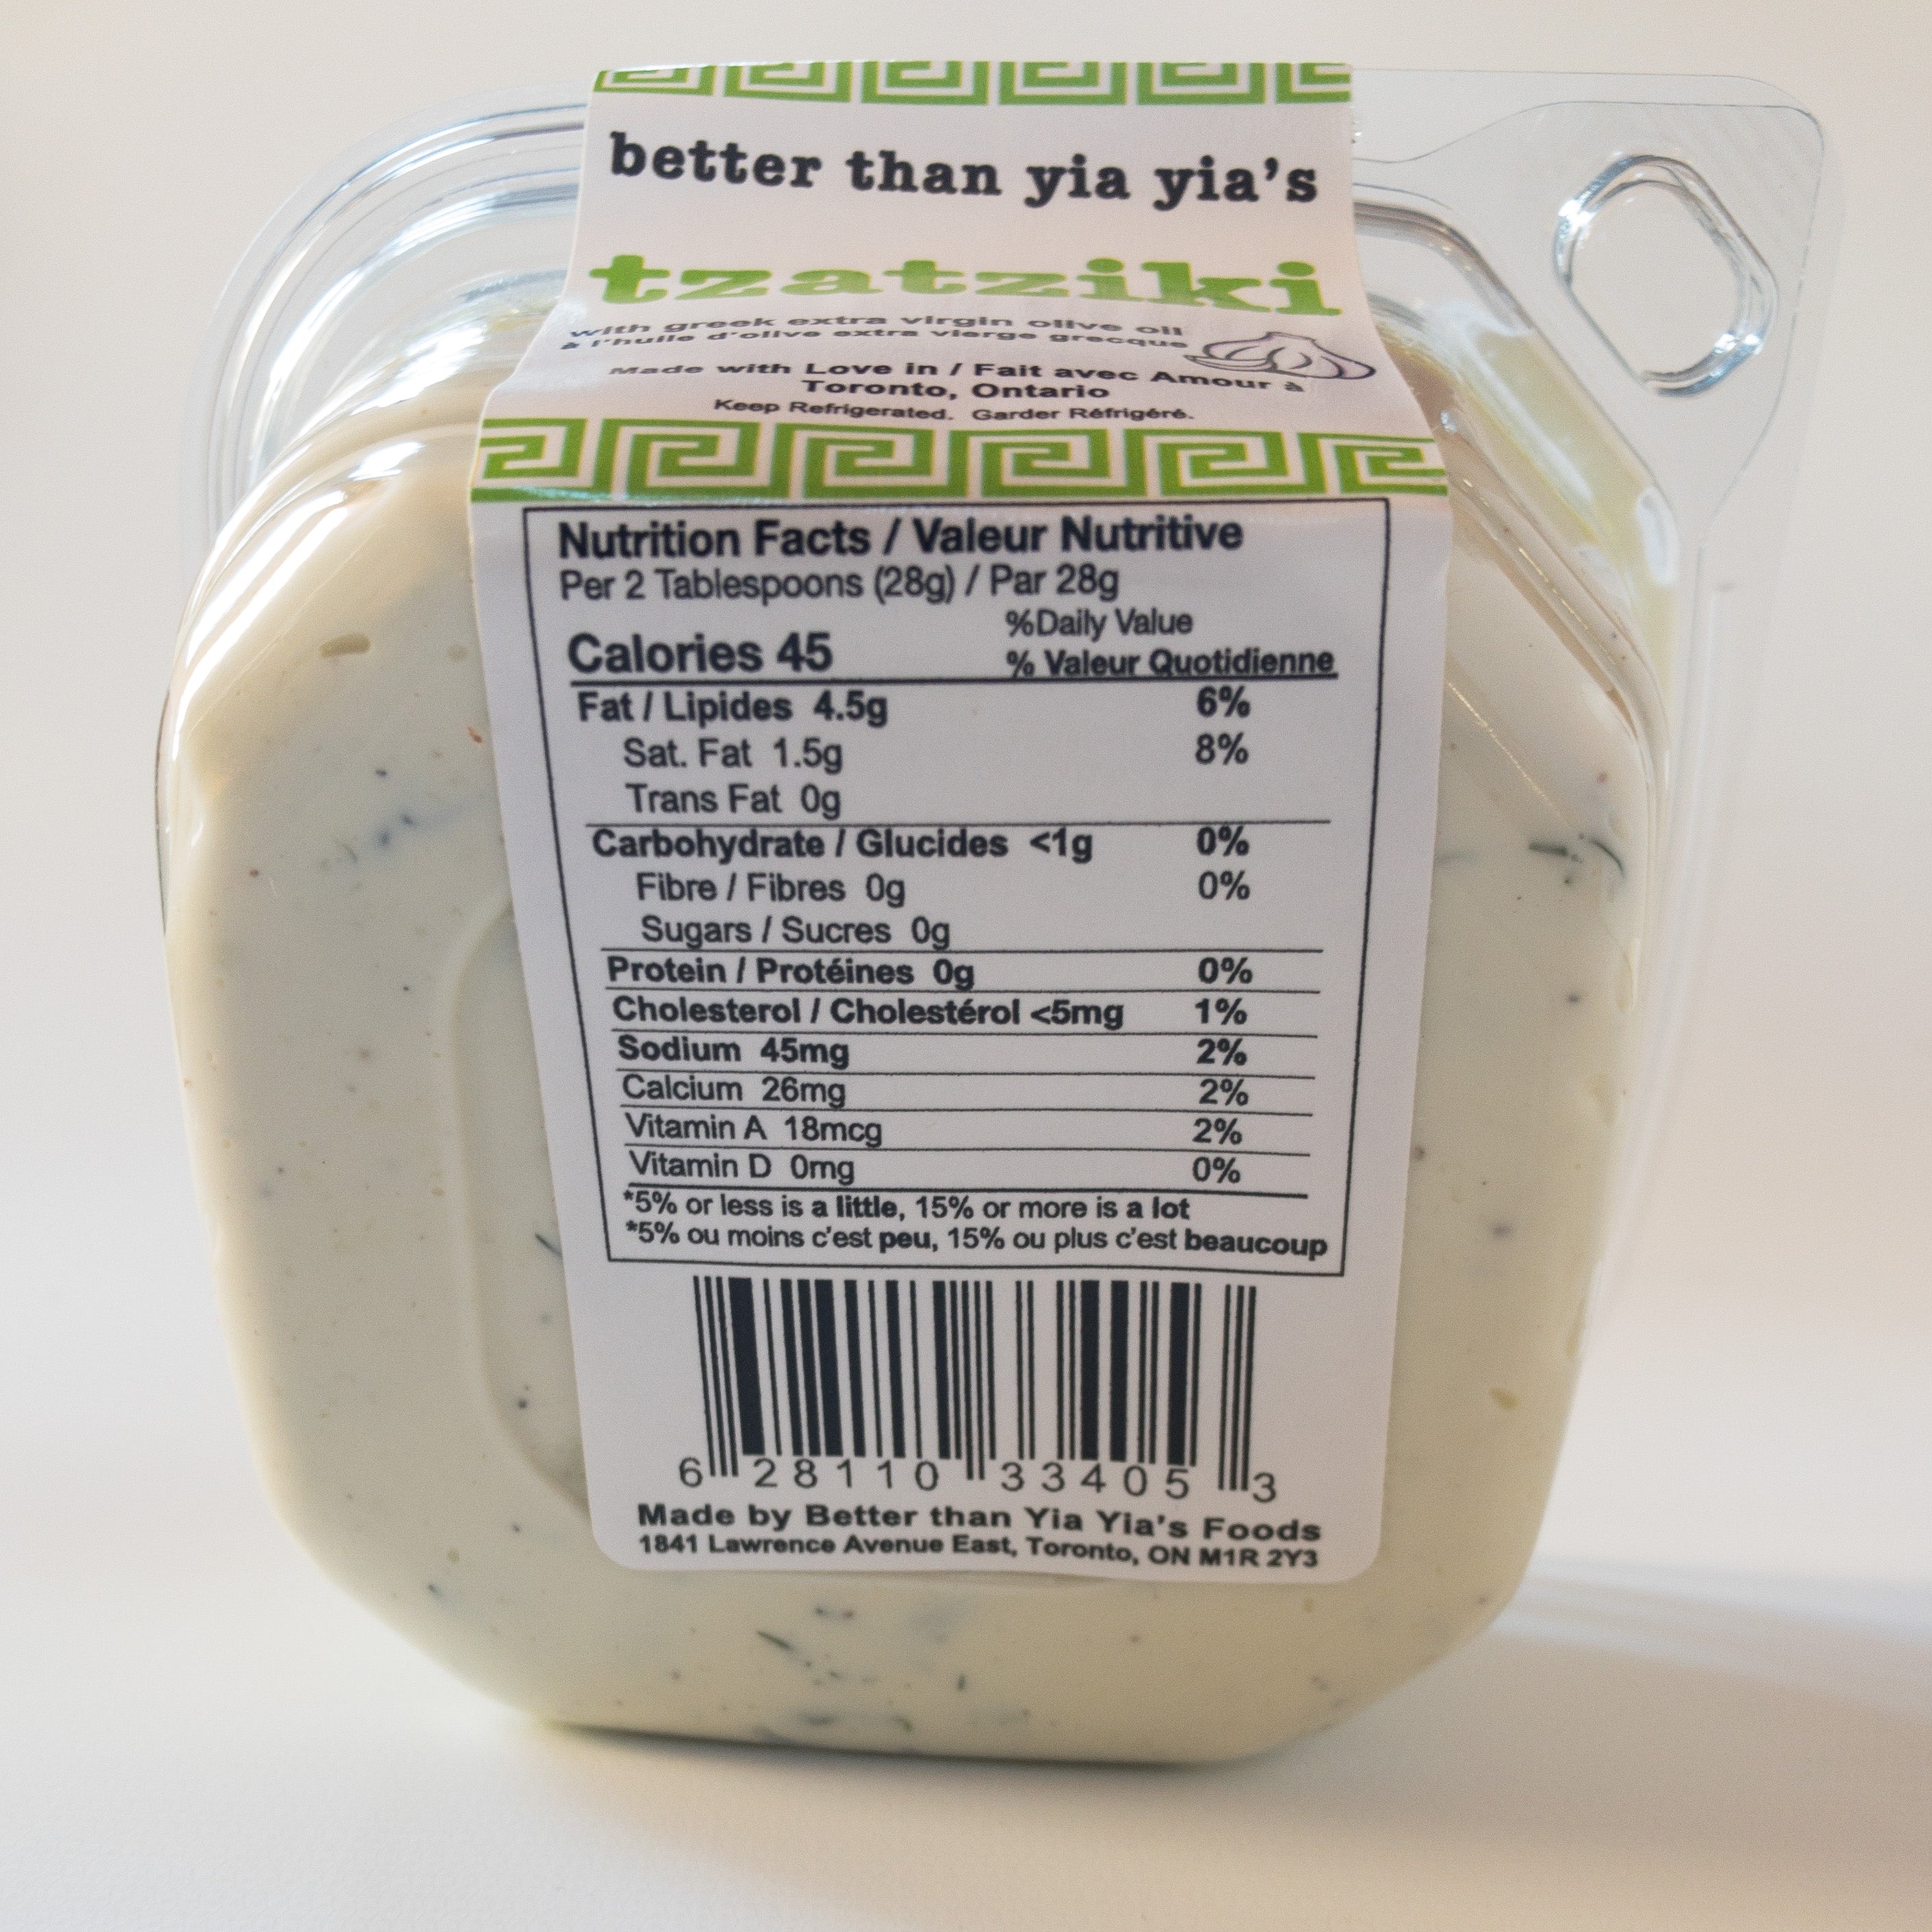 better than yia yia's
tzatziki
with greek extra virgin olive oil
à l'huile d'olive extra vierge grecque
Made with Love in / Fait avec Amour à
Toronto, Ontario
Keep Refrigerated. Garder Réfrigéré.
Nutrition Facts / Valeur Nutritive
Per 2 Tablespoons (28g) / Par 28g
%Daily Value
Calories 45 % Valeur Quotidienne
Fat / Lipides 4.5g 6%
Sat. Fat 1.5g 8%
Trans Fat 0g
Carbohydrate / Glucides <1g 0%
Fibre / Fibres 0g 0%
Sugars / Sucres 0g
Protein / Protéines 0g 0%
Cholesterol / Cholestérol <5mg 1%
Sodium 45mg 2%
Calcium 26mg 2%
Vitamin A 18mcg 2%
Vitamin D 0mg 0%
*5% or less is a little, 15% or more is a lot
*5% ou moins c'est peu, 15% ou plus c'est beaucoup
6 28110 33405 3
Made by Better than Yia Yia's Foods
1841 Lawrence Avenue East, Toronto, ON M1R 2Y3